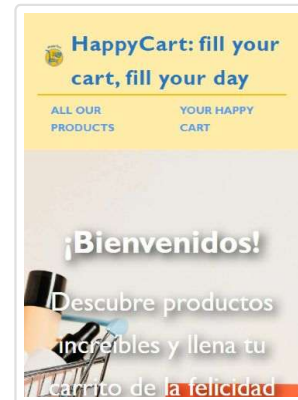 HappyCart: fill your
cart, fill your day
ALL OUR
PRODUCTS
YOUR HAPPY
CART
¡Bienvenidos!
Descubre productos
increíbles y llena tu
carrito de la felicidad